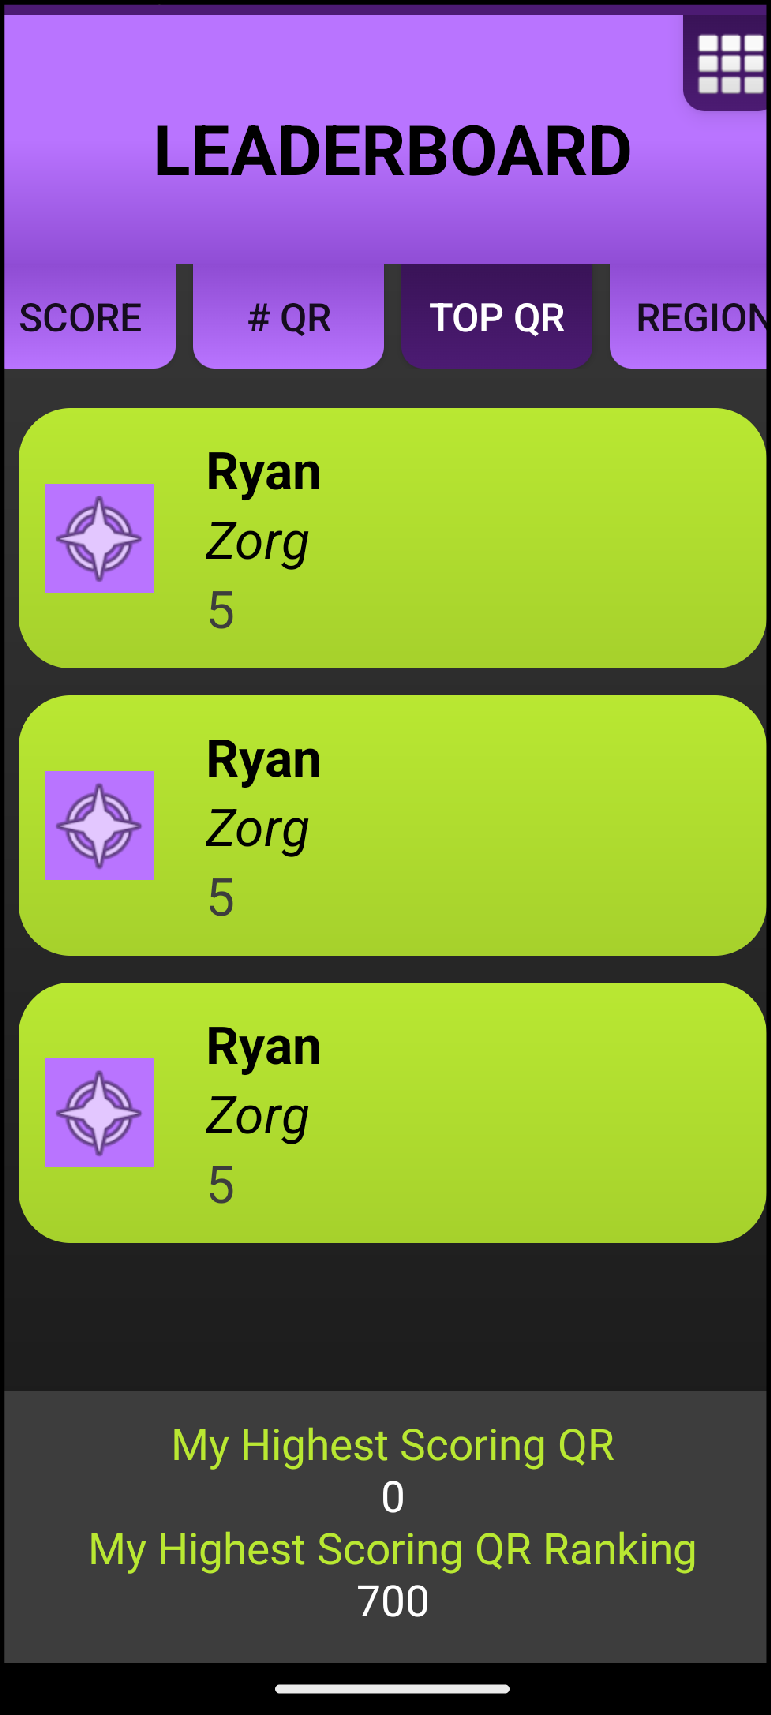 LEADERBOARD
SCORE # QR TOP QR REGION
Ryan
Zorg
5
Ryan
Zorg
5
Ryan
Zorg
5
My Highest Scoring QR
0
My Highest Scoring QR Ranking
700